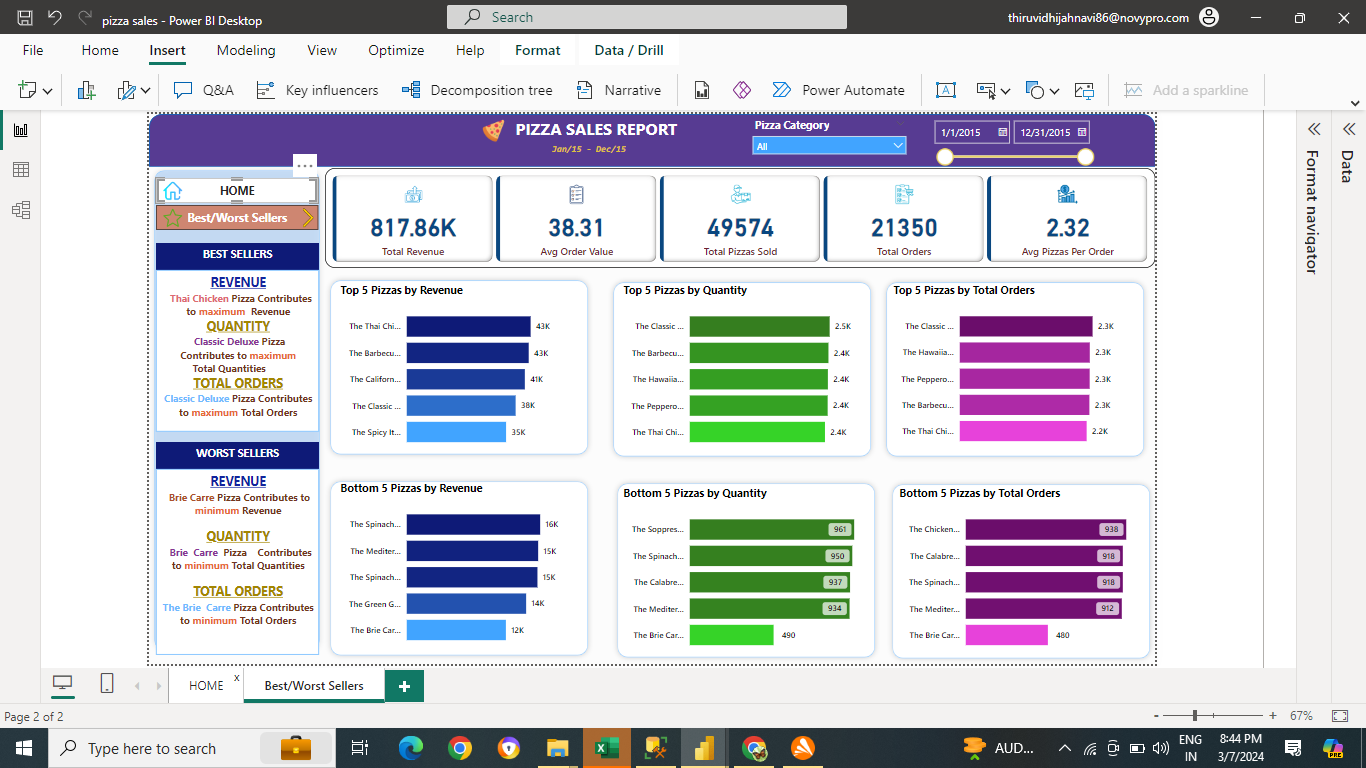 pizza sales - Power BI Desktop
Search
thiruvidhijahnavi86@novypro.com
File Home Insert Modeling View Optimize Help Format Data / Drill
Q&A Key influencers Decomposition tree Narrative Power Automate Add a sparkline
PIZZA SALES REPORT
Jan/15 - Dec/15
Pizza Category
All
1/1/2015 12/31/2015
HOME
Best/Worst Sellers
817.86K
Total Revenue
38.31
Avg Order Value
49574
Total Pizzas Sold
21350
Total Orders
2.32
Avg Pizzas Per Order
BEST SELLERS
REVENUE
Thai Chicken Pizza Contributes
to maximum Revenue
QUANTITY
Classic Deluxe Pizza
Contributes to maximum
Total Quantities
TOTAL ORDERS
Classic Deluxe Pizza Contributes
to maximum Total Orders
WORST SELLERS
REVENUE
Brie Carre Pizza Contributes to
minimum Revenue
QUANTITY
Brie Carre Pizza Contributes
to minimum Total Quantities
TOTAL ORDERS
The Brie Carre Pizza Contributes
to minimum Total Orders
Top 5 Pizzas by Revenue
The Thai Chi... 43K
The Barbecu... 43K
The Californ... 41K
The Classic ... 38K
The Spicy It... 35K
Top 5 Pizzas by Quantity
The Classic ... 2.5K
The Barbecu... 2.4K
The Hawaiia... 2.4K
The Peppero... 2.4K
The Thai Chi... 2.4K
Top 5 Pizzas by Total Orders
The Classic ... 2.3K
The Hawaiia... 2.3K
The Peppero... 2.3K
The Barbecu... 2.3K
The Thai Chi... 2.2K
Bottom 5 Pizzas by Revenue
The Spinach... 16K
The Mediter... 15K
The Spinach... 15K
The Green G... 14K
The Brie Car... 12K
Bottom 5 Pizzas by Quantity
The Soppres... 961
The Spinach... 950
The Calabre... 937
The Mediter... 934
The Brie Car... 490
Bottom 5 Pizzas by Total Orders
The Chicken... 938
The Calabre... 918
The Spinach... 918
The Mediter... 912
The Brie Car... 480
Format navigator
Data
HOME x
Best/Worst Sellers
Page 2 of 2
67%
Type here to search
AUD...
ENG
IN
8:44 PM
3/7/2024
PRE